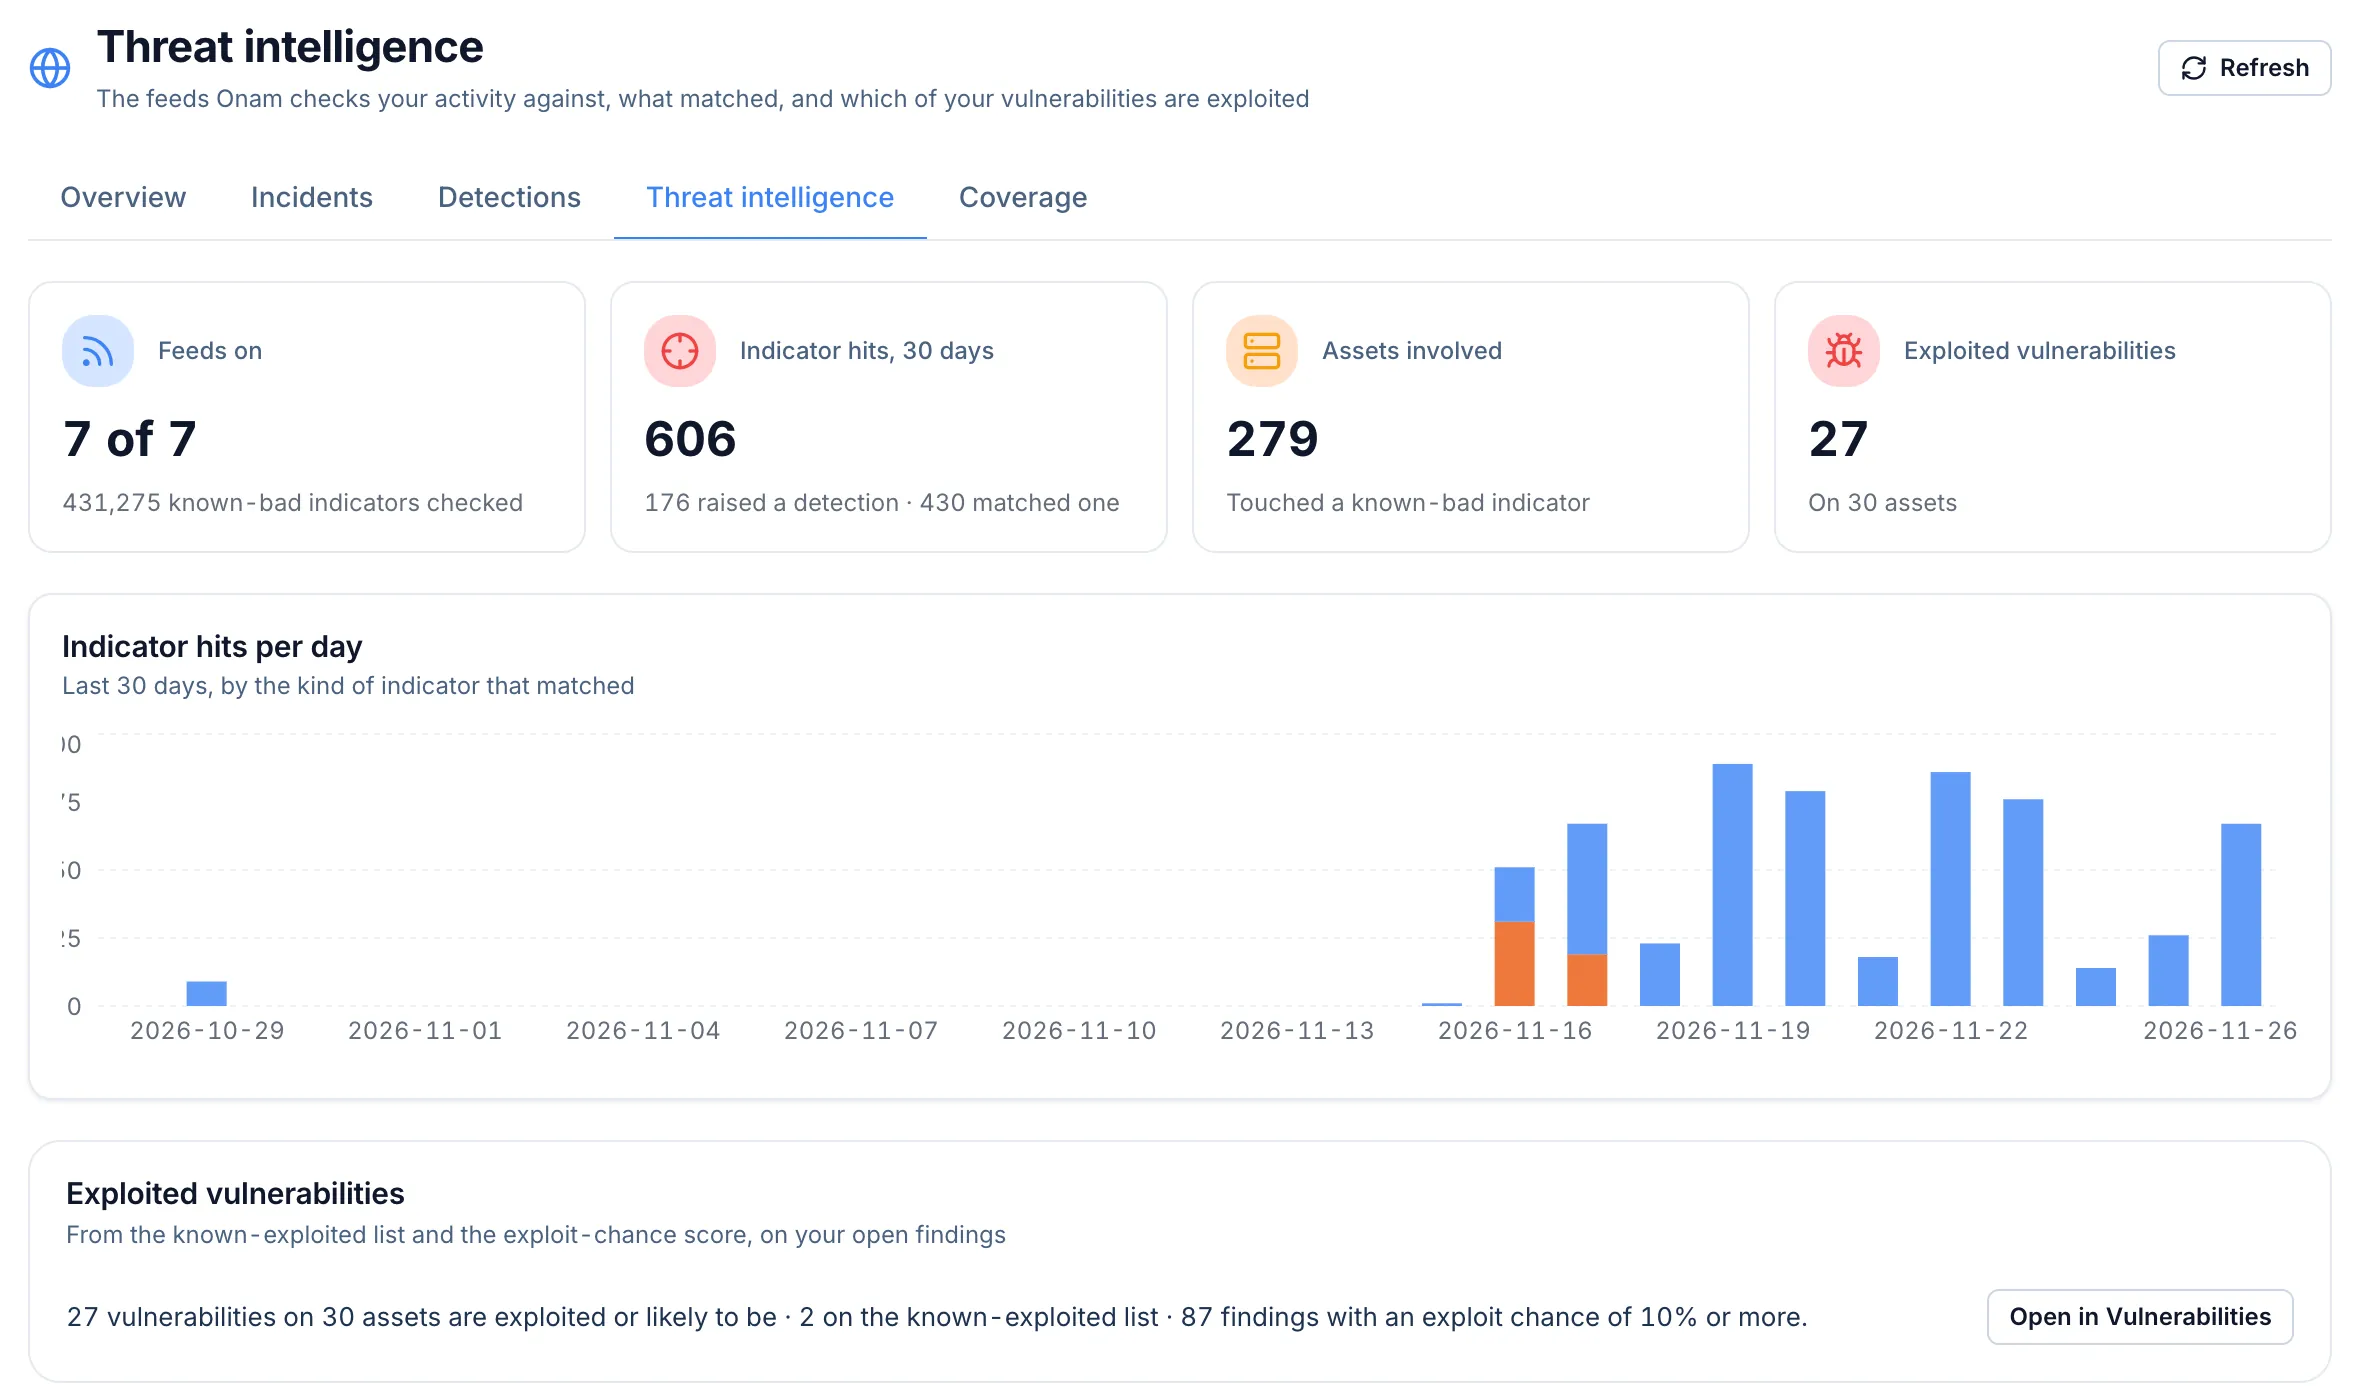 Threat intelligence
The feeds Onam checks your activity against, what matched, and which of your vulnerabilities are exploited
Refresh
Overview
Incidents
Detections
Threat intelligence
Coverage
Feeds on
7 of 7
431,275 known-bad indicators checked
Indicator hits, 30 days
606
176 raised a detection · 430 matched one
Assets involved
279
Touched a known-bad indicator
Exploited vulnerabilities
27
On 30 assets
Indicator hits per day
Last 30 days, by the kind of indicator that matched
00
75
50
25
0
2026-10-29
2026-11-01
2026-11-04
2026-11-07
2026-11-10
2026-11-13
2026-11-16
2026-11-19
2026-11-22
2026-11-26
Exploited vulnerabilities
From the known-exploited list and the exploit-chance score, on your open findings
27 vulnerabilities on 30 assets are exploited or likely to be · 2 on the known-exploited list · 87 findings with an exploit chance of 10% or more.
Open in Vulnerabilities